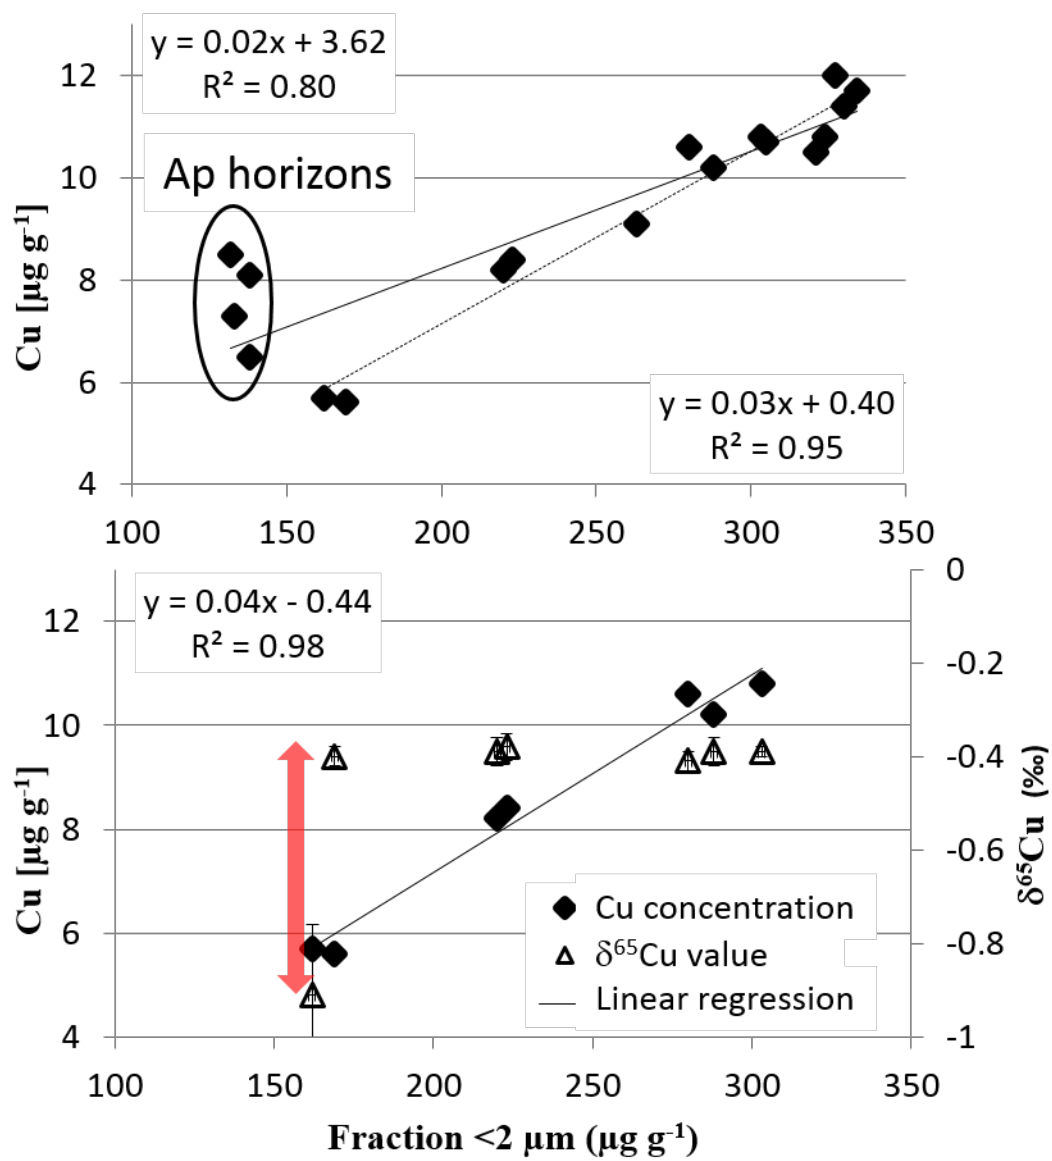 y = 0.02x + 3.62
R² = 0.80
Ap horizons
12
10
8
6
4
Cu [µg g⁻¹]
y = 0.03x + 0.40
R² = 0.95
100 150 200 250 300 350
y = 0.04x - 0.44
R² = 0.98
12
10
8
6
4
Cu [µg g⁻¹]
0
-0.2
-0.4
-0.6
-0.8
-1
δ⁶⁵Cu (‰)
Cu concentration
δ⁶⁵Cu value
Linear regression
100 150 200 250 300 350
Fraction <2 µm (µg g⁻¹)